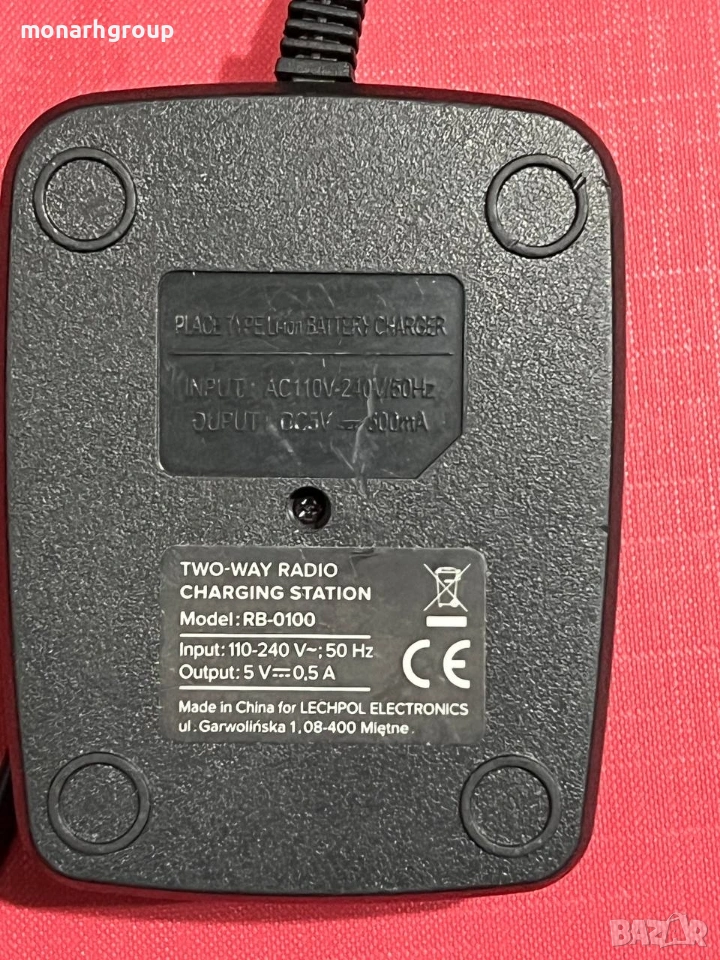 monarhgroup
PLACE TYPE Li-ion BATTERY CHARGER
INPUT: AC110V-240V/50Hz
OUPUT: DC5V ⎓ 500mA
TWO-WAY RADIO
CHARGING STATION
Model: RB-0100
Input: 110-240 V~; 50 Hz
Output: 5 V⎓0,5 A
CE
Made in China for LECHPOL ELECTRONICS
ul. Garwolińska 1, 08-400 Miętne.
BAZAR